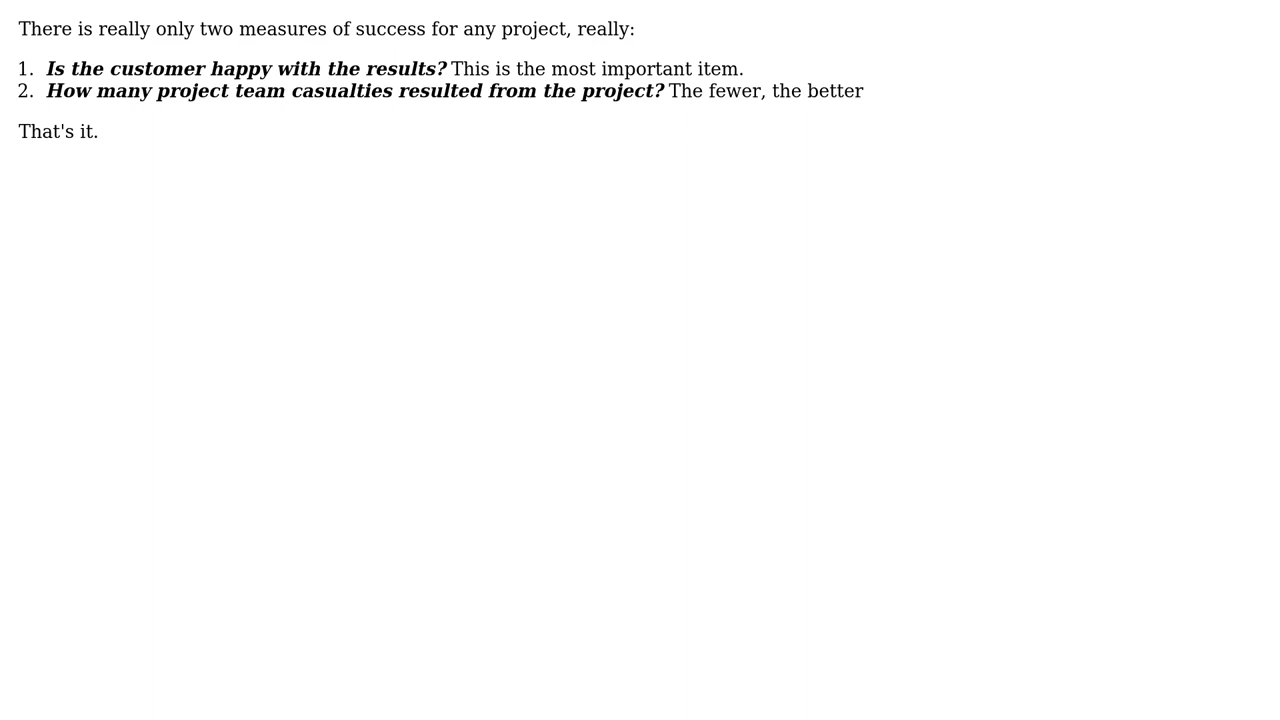 There is really only two measures of success for any project, really:
1. Is the customer happy with the results? This is the most important item.
2. How many project team casualties resulted from the project? The fewer, the better
That's it.